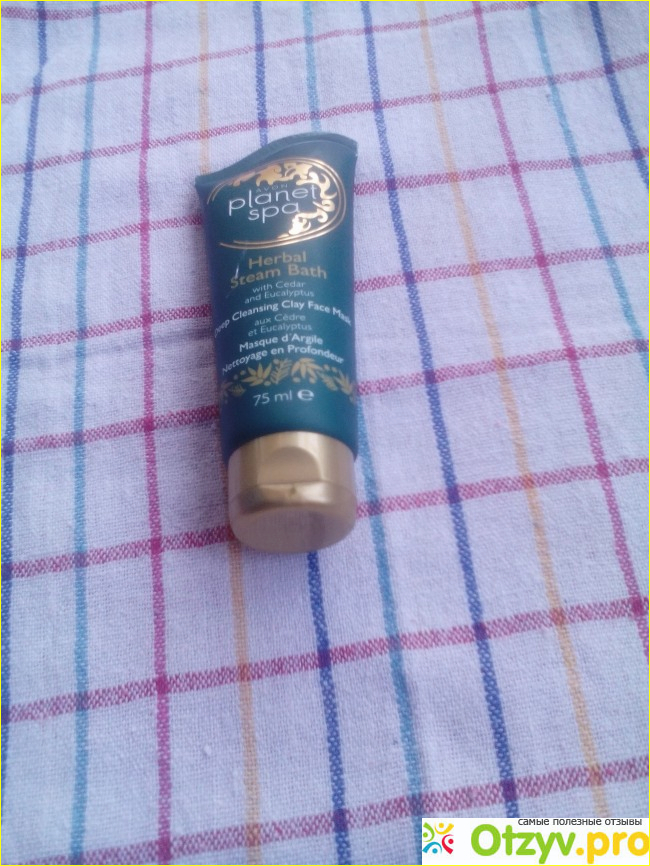 AVON
planet
spa
Herbal
Steam Bath
with Cedar
and Eucalyptus
Deep Cleansing Clay Face Mask
aux Cèdre
et Eucalyptus
Masque d'Argile
Nettoyage en Profondeur
75 ml e
самые полезные отзывы
Otzyv.pro